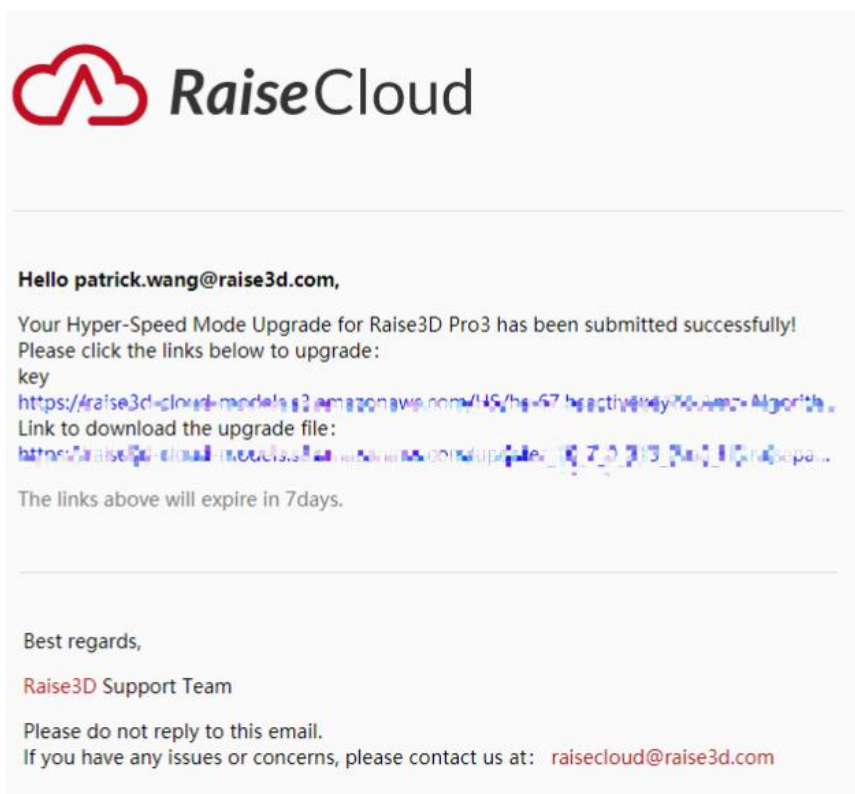 RaiseCloud
Hello patrick.wang@raise3d.com,
Your Hyper-Speed Mode Upgrade for Raise3D Pro3 has been submitted successfully!
Please click the links below to upgrade:
key
Link to download the upgrade file:
The links above will expire in 7days.
Best regards,
Raise3D Support Team
Please do not reply to this email.
If you have any issues or concerns, please contact us at: raisecloud@raise3d.com